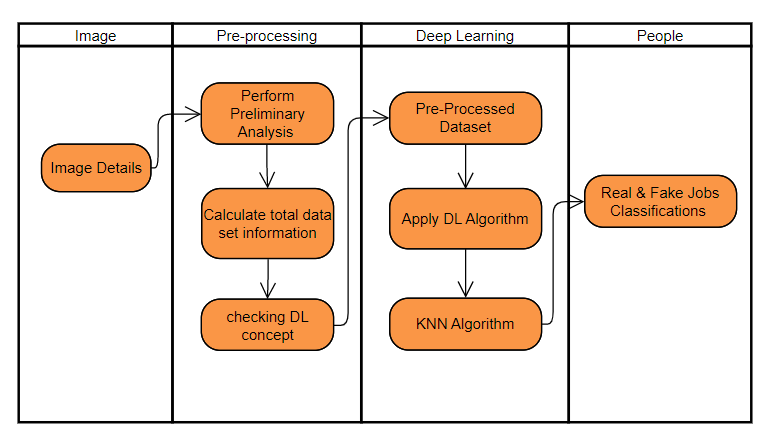 Image
Pre-processing
Deep Learning
People
Image Details
Perform
Preliminary
Analysis
Calculate total data
set information
checking DL
concept
Pre-Processed
Dataset
Apply DL Algorithm
KNN Algorithm
Real & Fake Jobs
Classifications